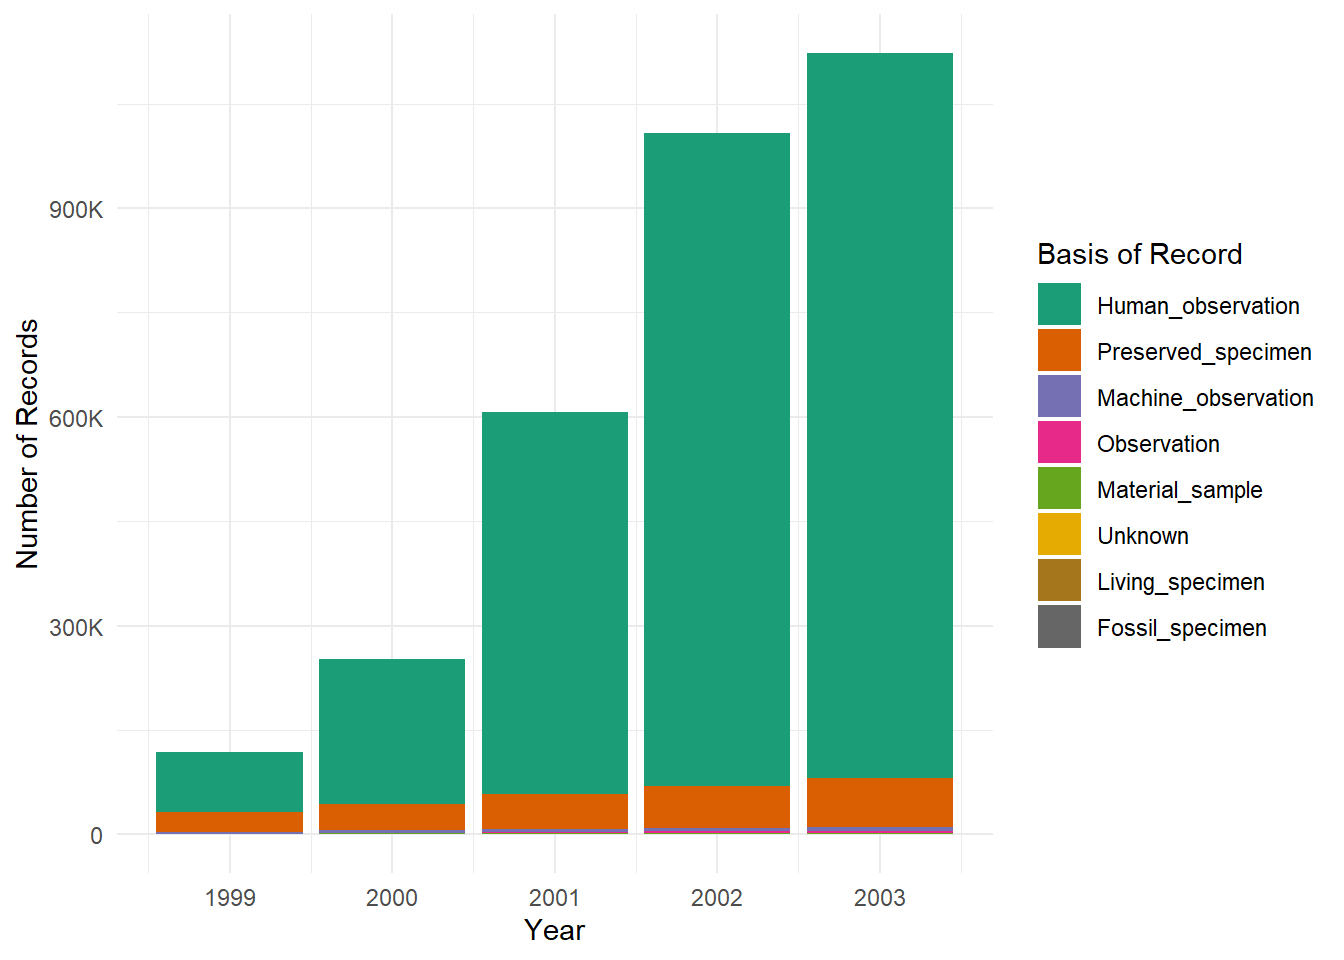 Number of Records
900K
600K
300K
0
1999 2000 2001 2002 2003
Year
Basis of Record
Human_observation
Preserved_specimen
Machine_observation
Observation
Material_sample
Unknown
Living_specimen
Fossil_specimen